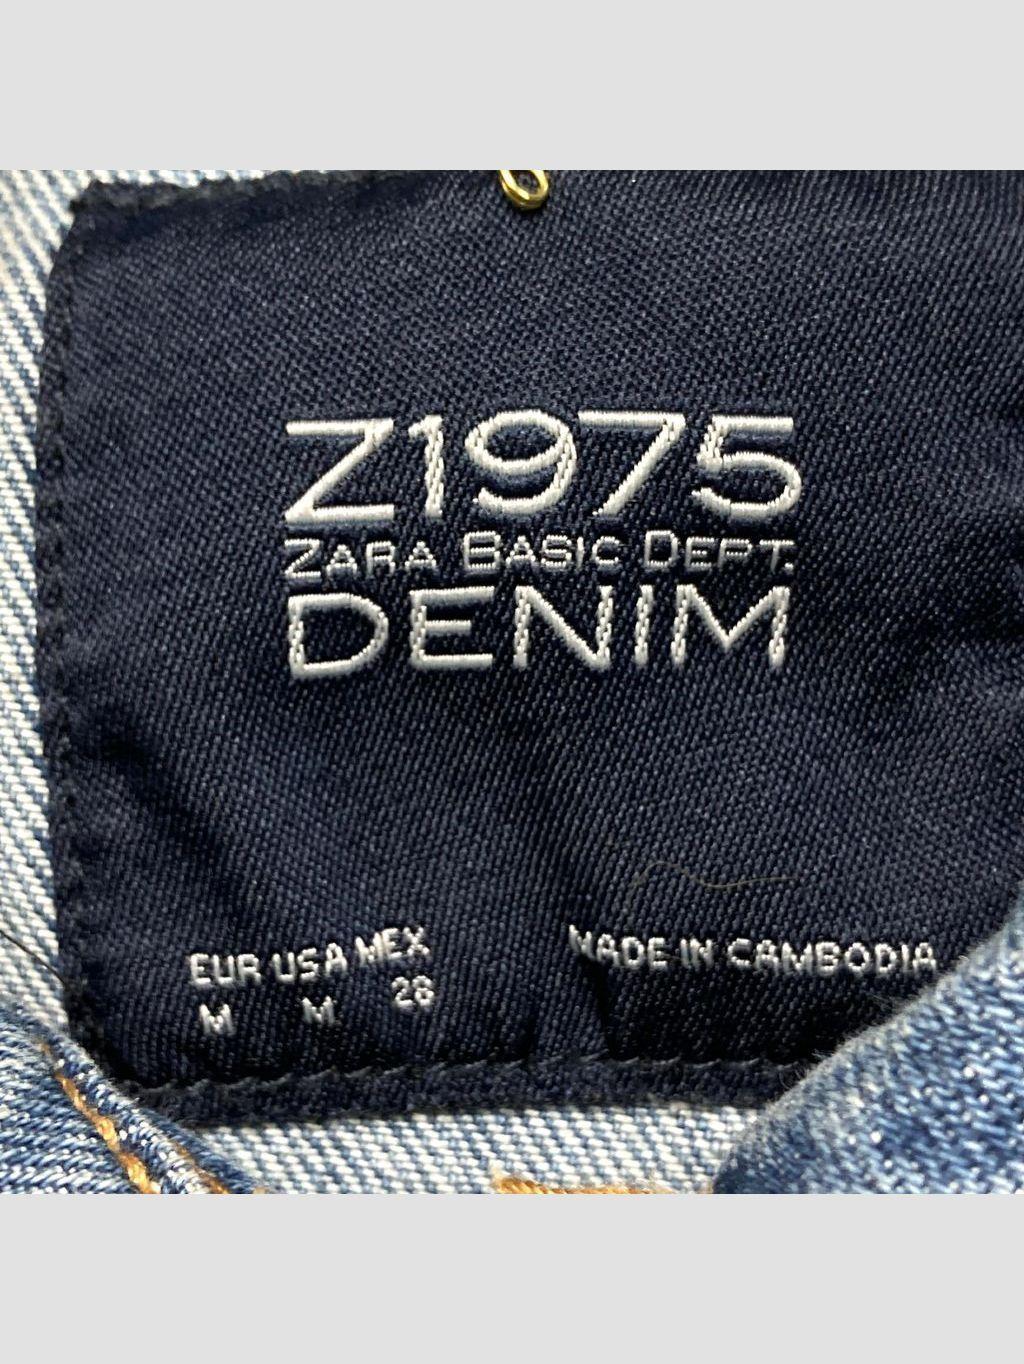 Z1975
ZARA BASIC DEPT.
DENIM
EUR USA MEX
M M 28
MADE IN CAMBODIA